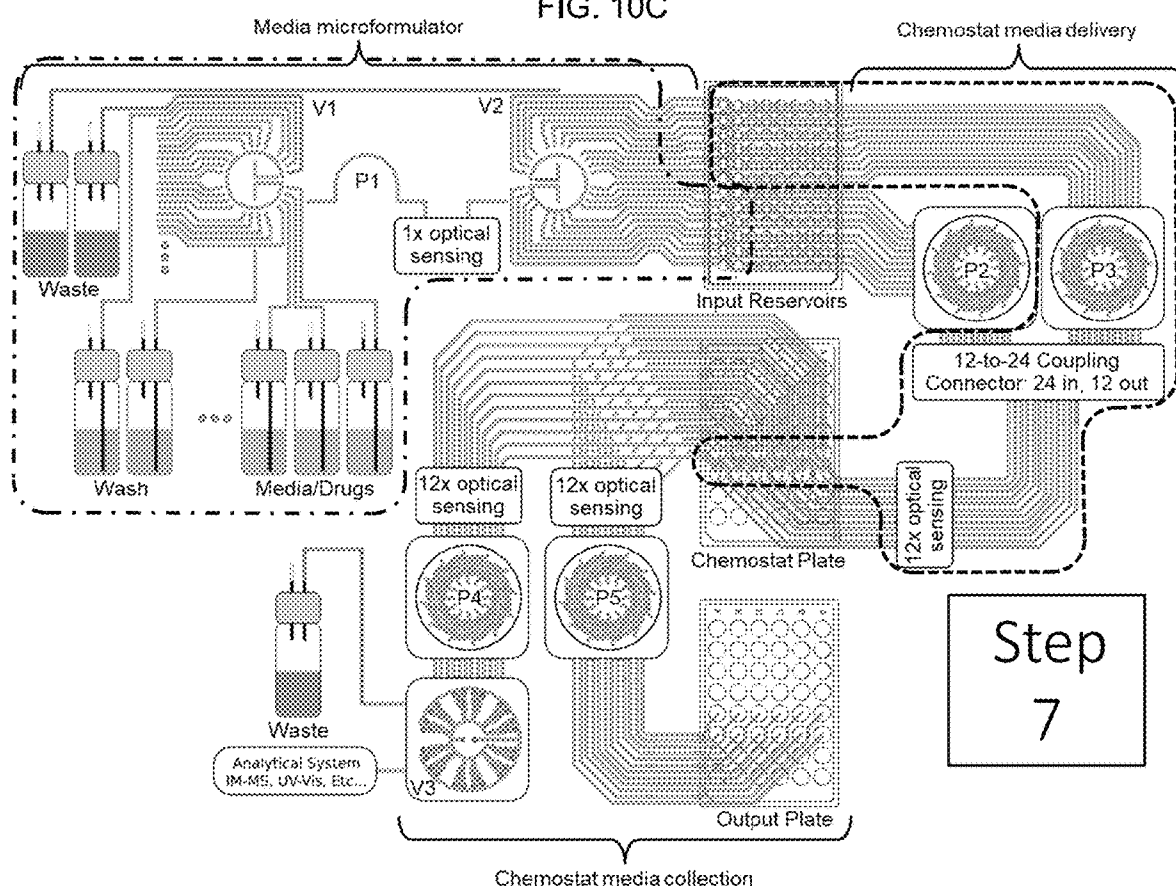 FIG. 10C
Media microformulator
Chemostat media delivery
V1
V2
P1
1x optical
sensing
Waste
P2
P3
Input Reservoirs
12-to-24 Coupling
Connector: 24 in, 12 out
Wash
Media/Drugs
12x optical
sensing
12x optical
sensing
12x optical
sensing
Chemostat Plate
P4
P5
Step
7
Waste
Analytical System
IM-MS, UV-Vis, Etc...
V3
Output Plate
Chemostat media collection